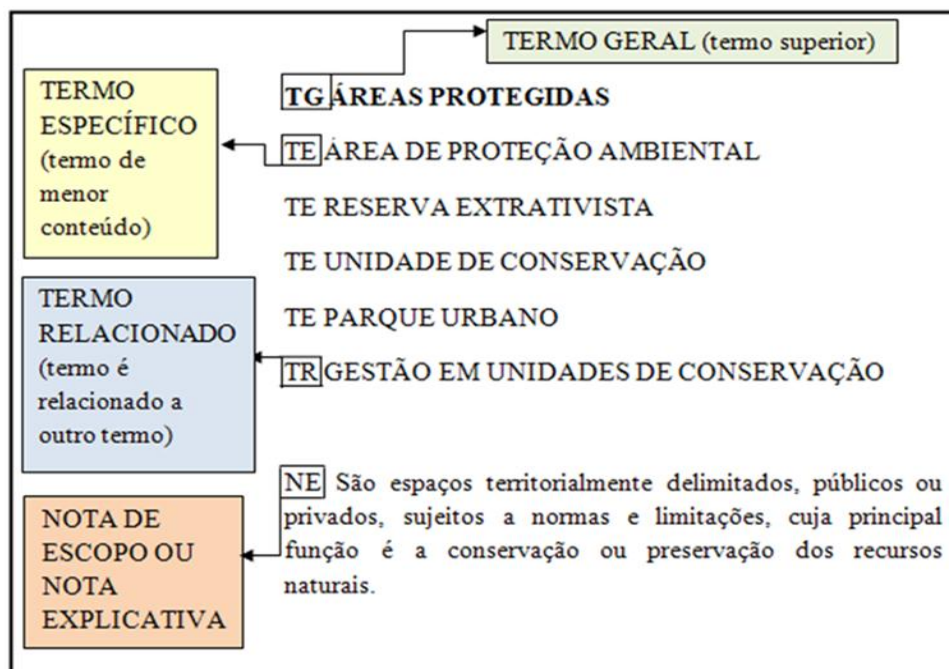 TERMO GERAL (termo superior)
TERMO
ESPECÍFICO
(termo de
menor
conteúdo)
TG ÁREAS PROTEGIDAS
TE ÁREA DE PROTEÇÃO AMBIENTAL
TE RESERVA EXTRATIVISTA
TE UNIDADE DE CONSERVAÇÃO
TE PARQUE URBANO
TERMO
RELACIONADO
(termo é
relacionado a
outro termo)
TR GESTÃO EM UNIDADES DE CONSERVAÇÃO
NOTA DE
ESCOPO OU
NOTA
EXPLICATIVA
NE São espaços territorialmente delimitados, públicos ou
privados, sujeitos a normas e limitações, cuja principal
função é a conservação ou preservação dos recursos
naturais.